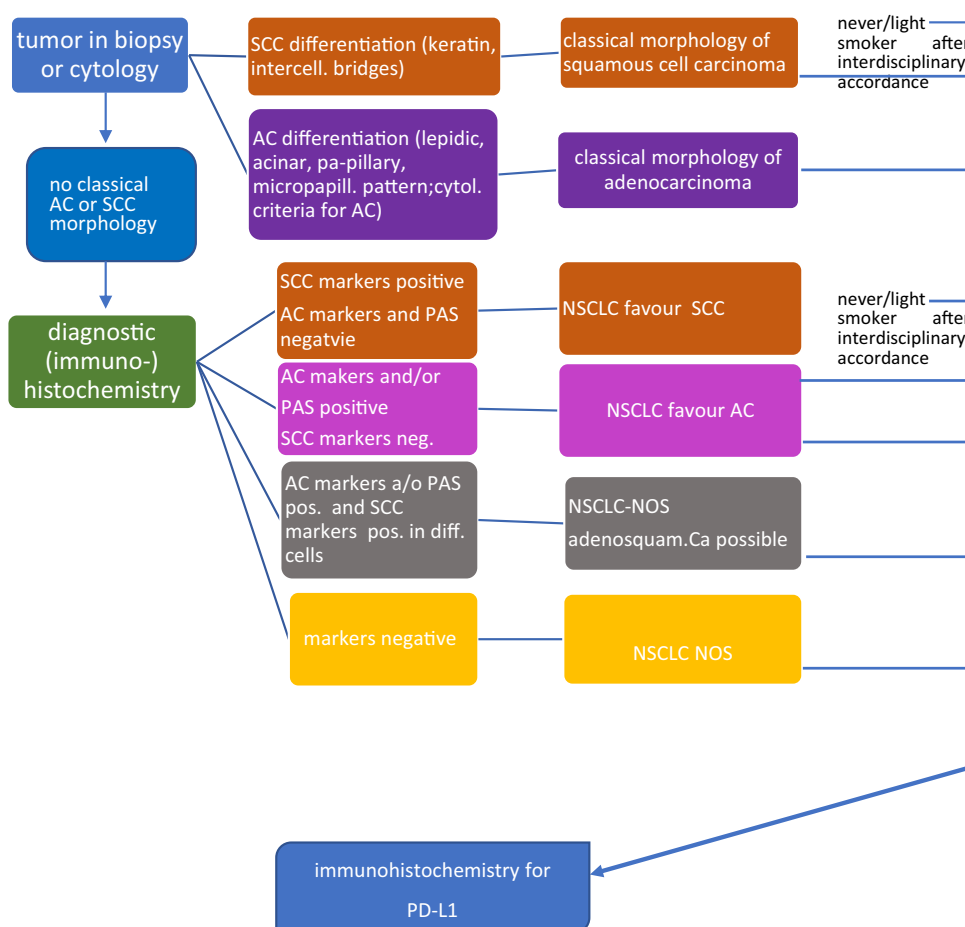 tumor in biopsy
or cytology
SCC differentiation (keratin,
intercell. bridges)
classical morphology of
squamous cell carcinoma
never/light
smoker after
interdisciplinary
accordance
no classical
AC or SCC
morphology
AC differentiation (lepidic,
acinar, pa-pillary,
micropapill. pattern;cytol.
criteria for AC)
classical morphology of
adenocarcinoma
diagnostic
(immuno-)
histochemistry
SCC markers positive
AC markers and PAS
negatvie
NSCLC favour SCC
never/light
smoker after
interdisciplinary
accordance
AC makers and/or
PAS positive
SCC markers neg.
NSCLC favour AC
AC markers a/o PAS
pos. and SCC
markers pos. in diff.
cells
NSCLC-NOS
adenosquam.Ca possible
markers negative
NSCLC NOS
immunohistochemistry for
PD-L1